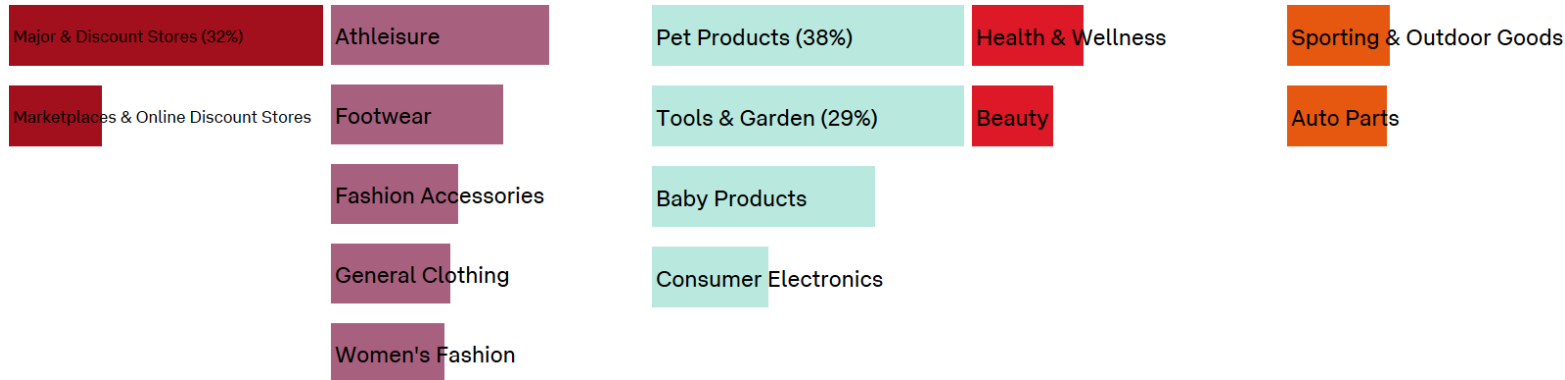 Major & Discount Stores (32%)
Marketplaces & Online Discount Stores
Athleisure
Footwear
Fashion Accessories
General Clothing
Women's Fashion
Pet Products (38%)
Tools & Garden (29%)
Baby Products
Consumer Electronics
Health & Wellness
Beauty
Sporting & Outdoor Goods
Auto Parts